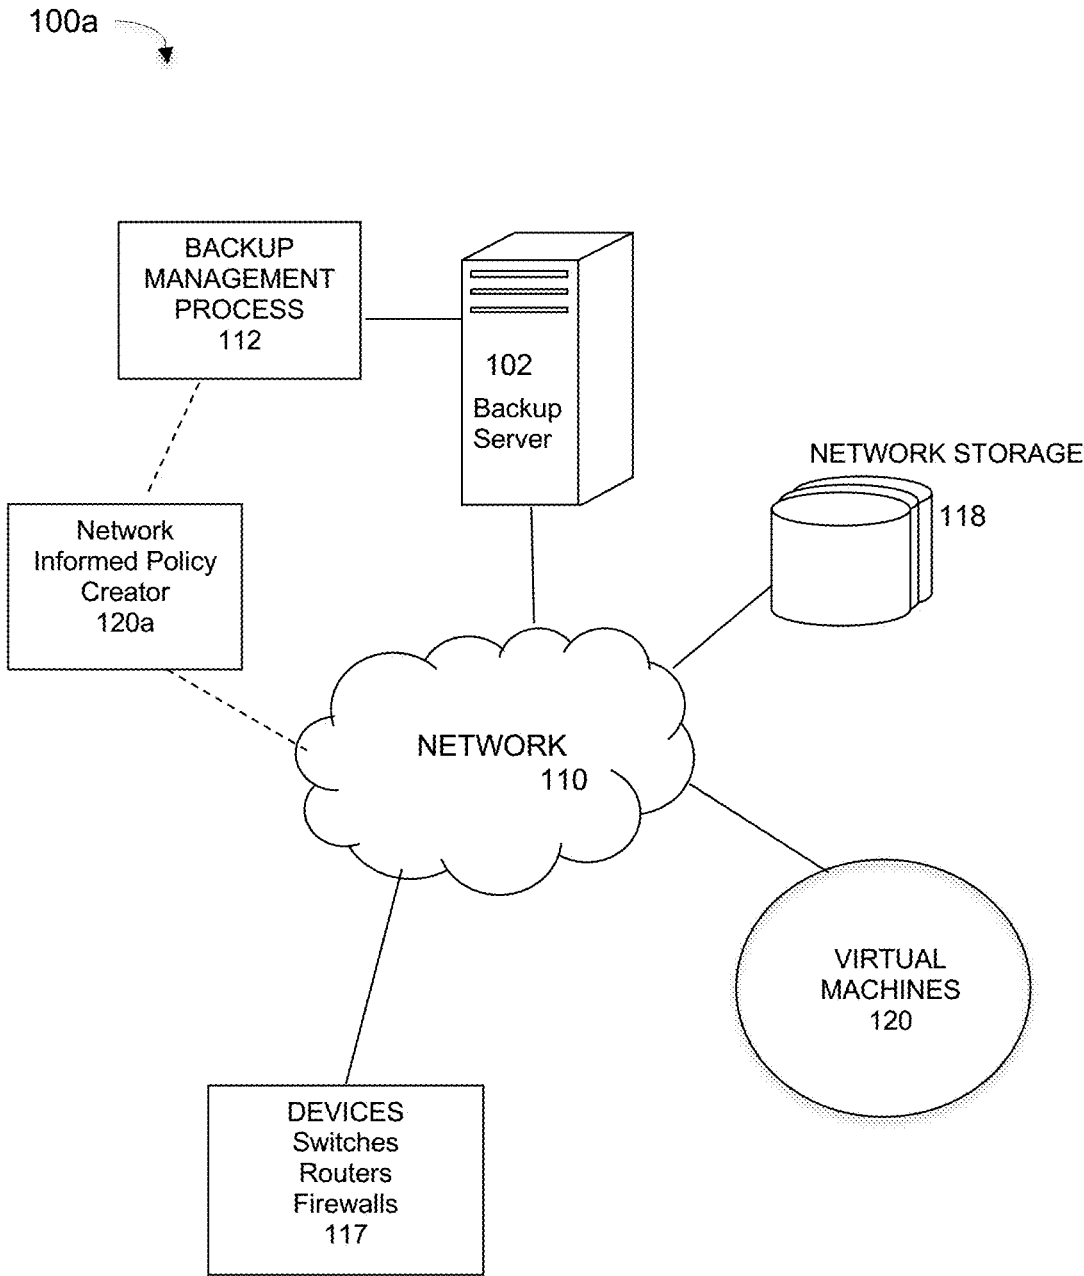 100a
BACKUP
MANAGEMENT
PROCESS
112
102
Backup
Server
NETWORK STORAGE
118
Network
Informed Policy
Creator
120a
NETWORK
110
VIRTUAL
MACHINES
120
DEVICES
Switches
Routers
Firewalls
117